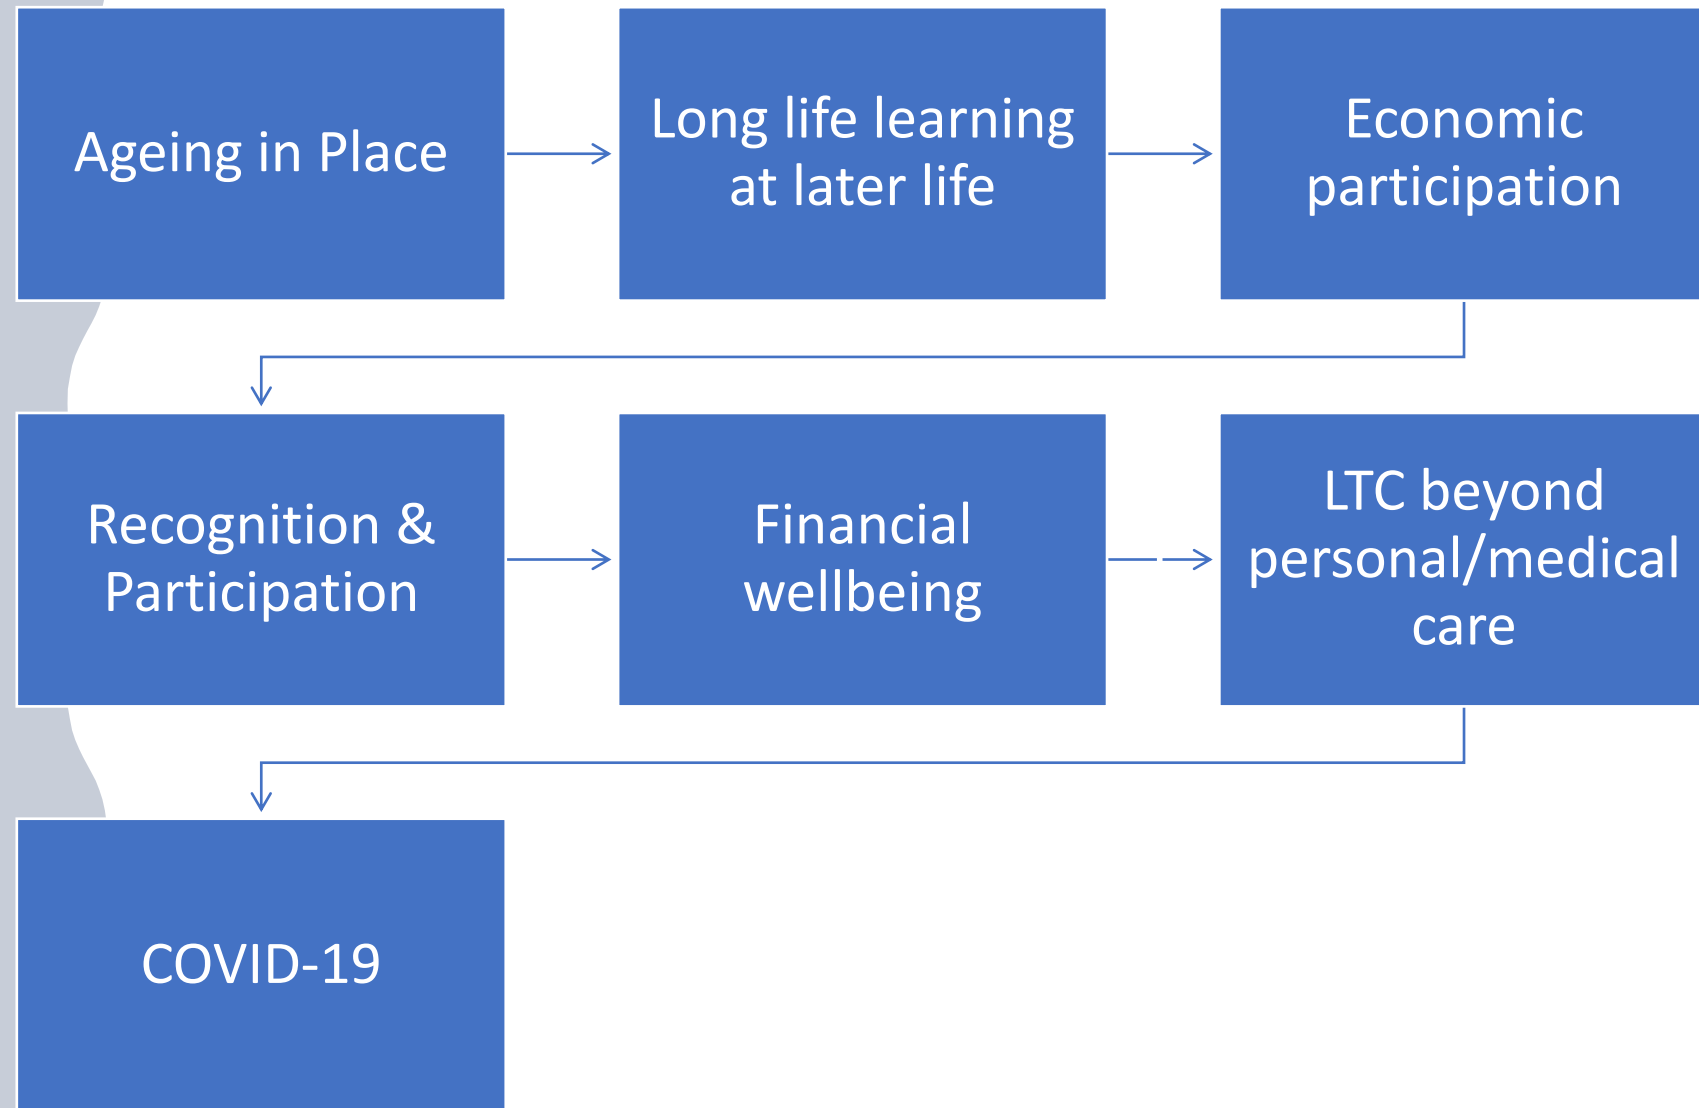 Ageing in Place
Long life learning
at later life
Economic
participation
Recognition &
Participation
Financial
wellbeing
LTC beyond
personal/medical
care
COVID-19